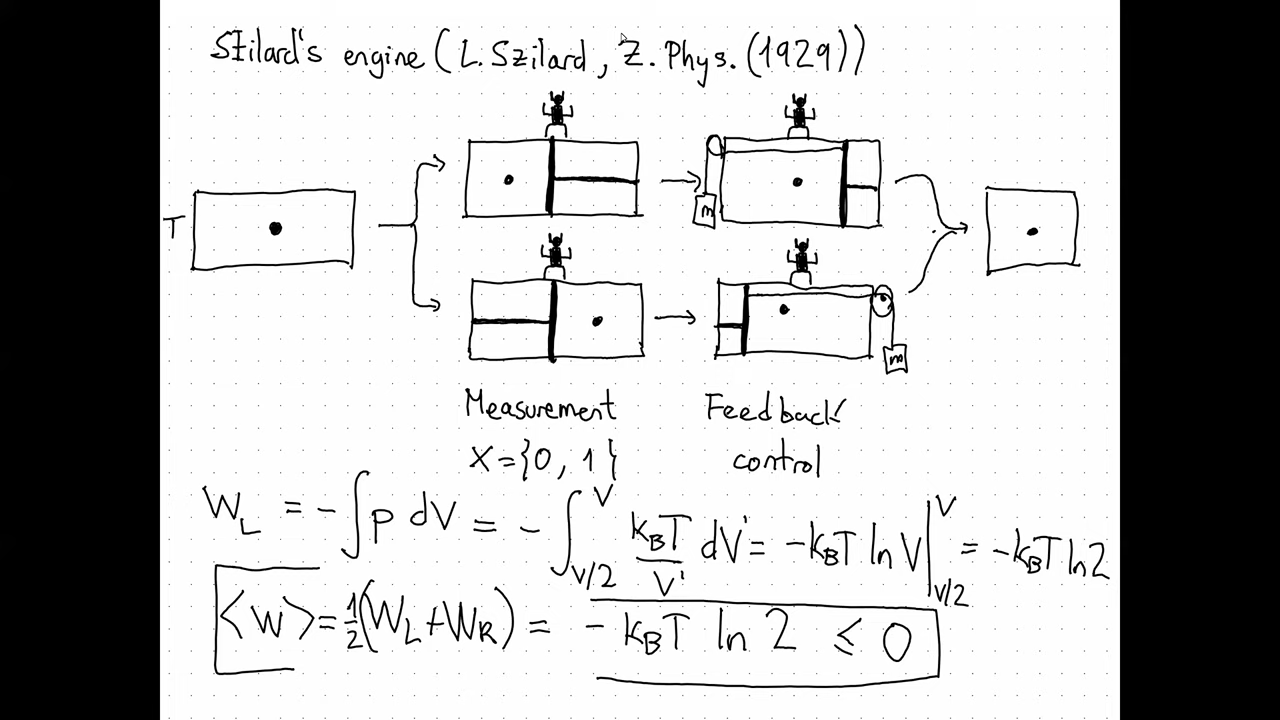 SZilard's engine (L. Szilard, Z. Phys. (1929))
T
m
m
Measurement Feedback
X = {0, 1} control
W_L = - ∫ p dV = - ∫_{V/2}^{V} k_BT/V' dV' = - k_BT ln V |_{V/2}^{V} = - k_BT ln 2
⟨W⟩ = 1/2 (W_L + W_R) = - k_BT ln 2 ≤ 0